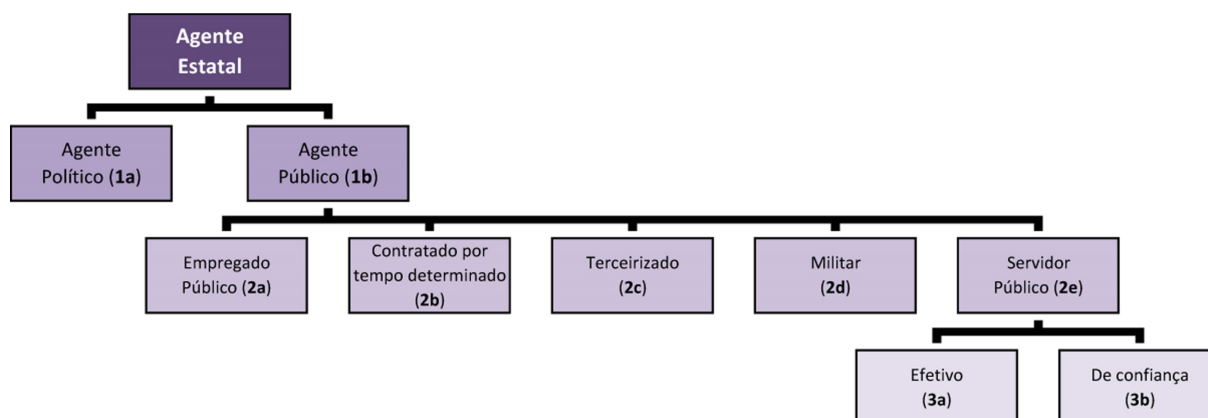 Agente
Estatal
Agente
Político (1a)
Agente
Público (1b)
Empregado
Público (2a)
Contratado por
tempo determinado
(2b)
Terceirizado
(2c)
Militar
(2d)
Servidor
Público (2e)
Efetivo
(3a)
De confiança
(3b)